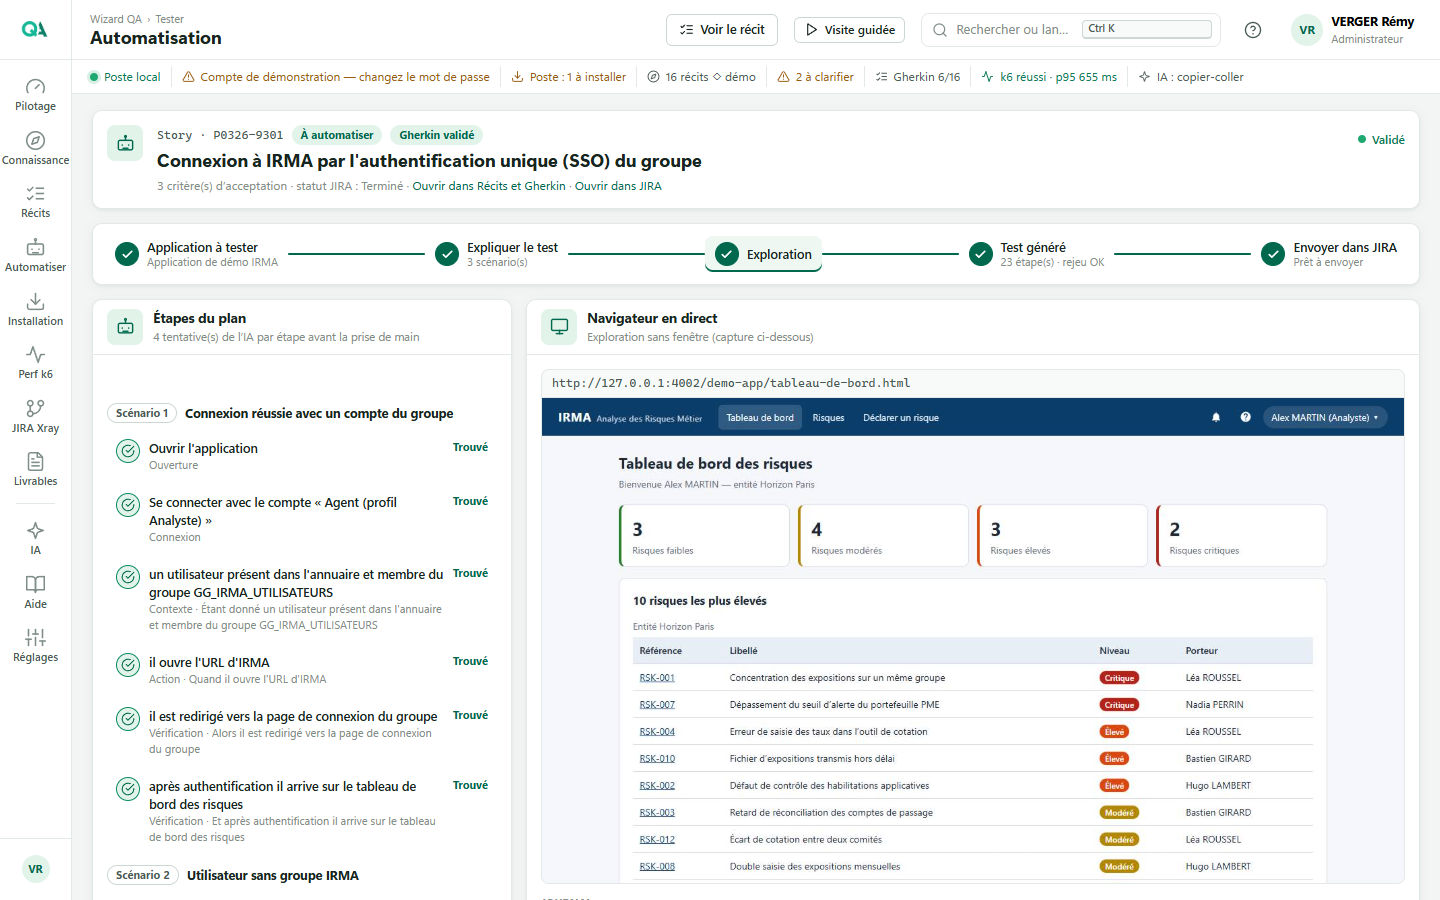 QA
Wizard QA › Tester
Automatisation
Voir le récit
Visite guidée
Rechercher ou lan...
Ctrl K
VR
VERGER Rémy
Administrateur
Poste local
Compte de démonstration — changez le mot de passe
Poste : 1 à installer
16 récits ◇ démo
2 à clarifier
Gherkin 6/16
k6 réussi · p95 655 ms
IA : copier-coller
Pilotage
Connaissance
Récits
Automatiser
Installation
Perf k6
JIRA Xray
Livrables
IA
Aide
Réglages
VR
Story · P0326-9301
À automatiser
Gherkin validé
Validé
Connexion à IRMA par l'authentification unique (SSO) du groupe
3 critère(s) d'acceptation · statut JIRA : Terminé · Ouvrir dans Récits et Gherkin · Ouvrir dans JIRA
Application à tester
Application de démo IRMA
Expliquer le test
3 scénario(s)
Exploration
Test généré
23 étape(s) · rejeu OK
Envoyer dans JIRA
Prêt à envoyer
Étapes du plan
4 tentative(s) de l'IA par étape avant la prise de main
Scénario 1
Connexion réussie avec un compte du groupe
Ouvrir l'application
Trouvé
Ouverture
Se connecter avec le compte « Agent (profil
Analyste) »
Trouvé
Connexion
un utilisateur présent dans l'annuaire et membre du
groupe GG_IRMA_UTILISATEURS
Trouvé
Contexte · Étant donné un utilisateur présent dans l'annuaire
et membre du groupe GG_IRMA_UTILISATEURS
il ouvre l'URL d'IRMA
Trouvé
Action · Quand il ouvre l'URL d'IRMA
il est redirigé vers la page de connexion du groupe
Trouvé
Vérification · Alors il est redirigé vers la page de connexion
du groupe
après authentification il arrive sur le tableau de
bord des risques
Trouvé
Vérification · Et après authentification il arrive sur le tableau
de bord des risques
Scénario 2
Utilisateur sans groupe IRMA
Navigateur en direct
Exploration sans fenêtre (capture ci-dessous)
http://127.0.0.1:4002/demo-app/tableau-de-bord.html
IRMA Analyse des Risques Métier
Tableau de bord
Risques
Déclarer un risque
Alex MARTIN (Analyste)
Tableau de bord des risques
Bienvenue Alex MARTIN — entité Horizon Paris
3
Risques faibles
4
Risques modérés
3
Risques élevés
2
Risques critiques
10 risques les plus élevés
Entité Horizon Paris
Référence Libellé Niveau Porteur
RSK-001 Concentration des expositions sur un même groupe Critique Léa ROUSSEL
RSK-007 Dépassement du seuil d'alerte du portefeuille PME Critique Nadia PERRIN
RSK-004 Erreur de saisie des taux dans l'outil de cotation Élevé Léa ROUSSEL
RSK-010 Fichier d'expositions transmis hors délai Élevé Bastien GIRARD
RSK-002 Défaut de contrôle des habilitations applicatives Élevé Hugo LAMBERT
RSK-003 Retard de réconciliation des comptes de passage Modéré Bastien GIRARD
RSK-012 Écart de cotation entre deux comités Modéré Léa ROUSSEL
RSK-008 Double saisie des expositions mensuelles Modéré Hugo LAMBERT